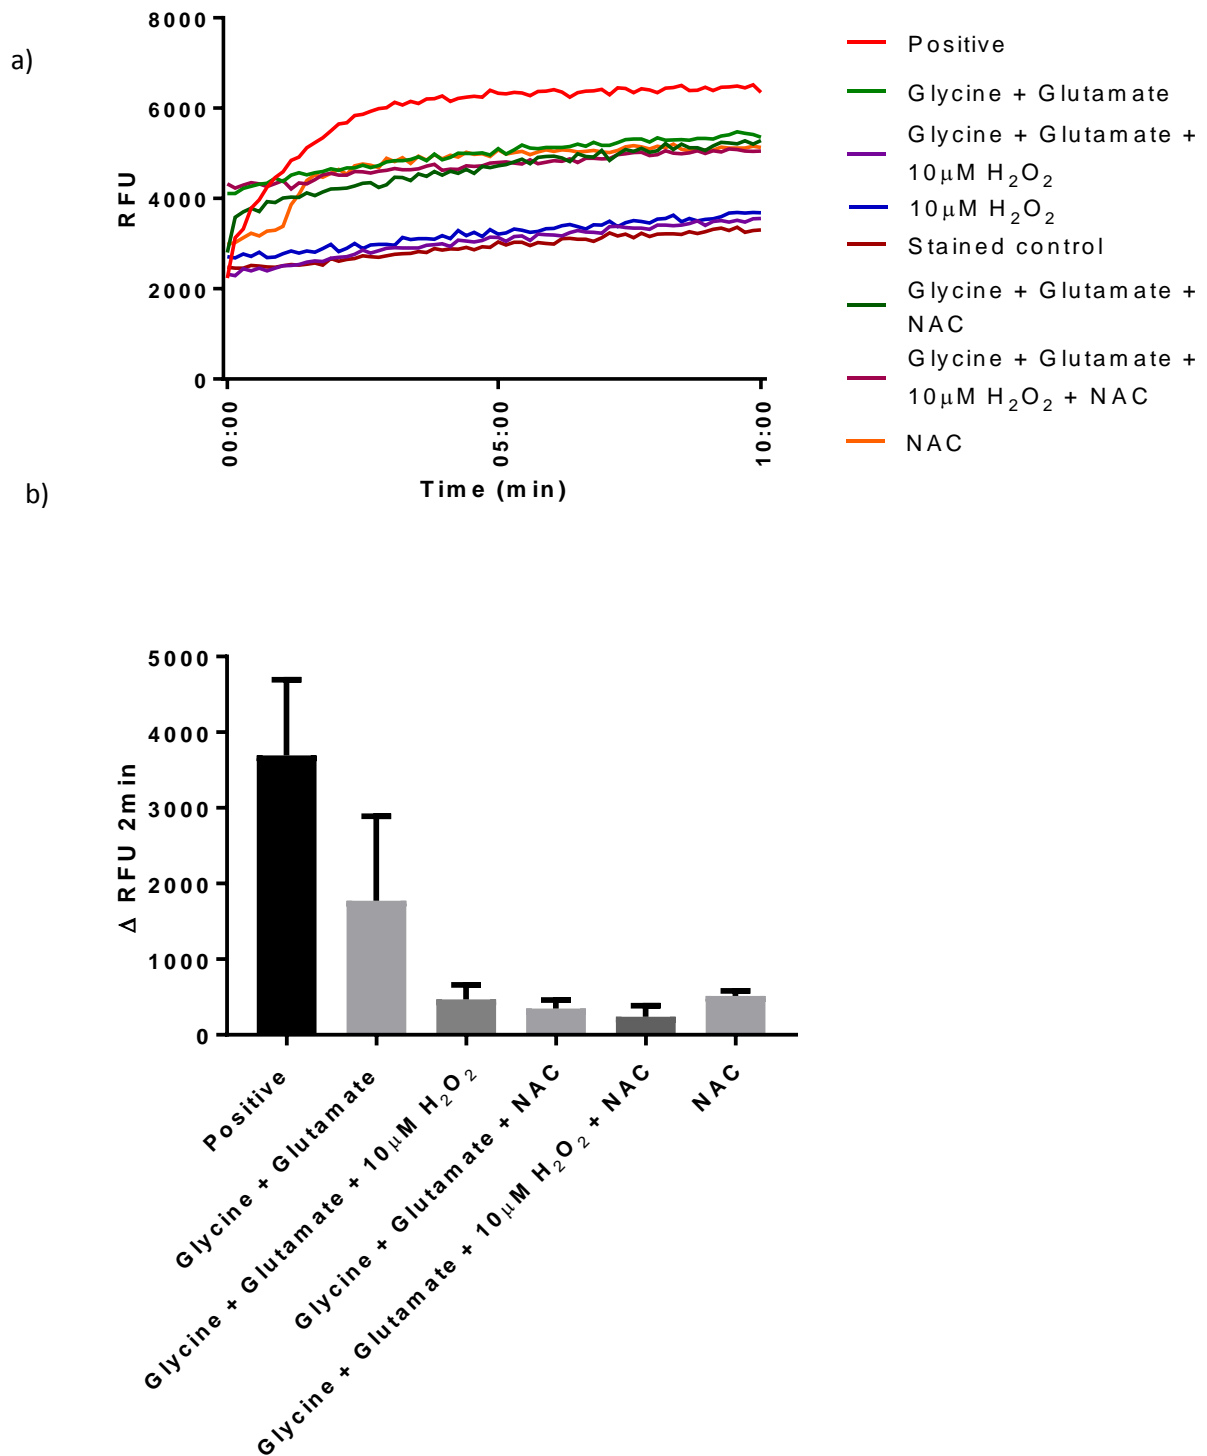 a)
8000
6000
4000
2000
0
RFU
00:00
05:00
10:00
Time (min)
Positive
Glycine + Glutamate
Glycine + Glutamate +
10μM H₂O₂
10μM H₂O₂
Stained control
Glycine + Glutamate +
NAC
Glycine + Glutamate +
10μM H₂O₂ + NAC
NAC
b)
5000
4000
3000
2000
1000
0
Δ RFU 2min
Positive
Glycine + Glutamate
Glycine + Glutamate + 10μM H₂O₂
Glycine + Glutamate + NAC
Glycine + Glutamate + 10μM H₂O₂ + NAC
NAC